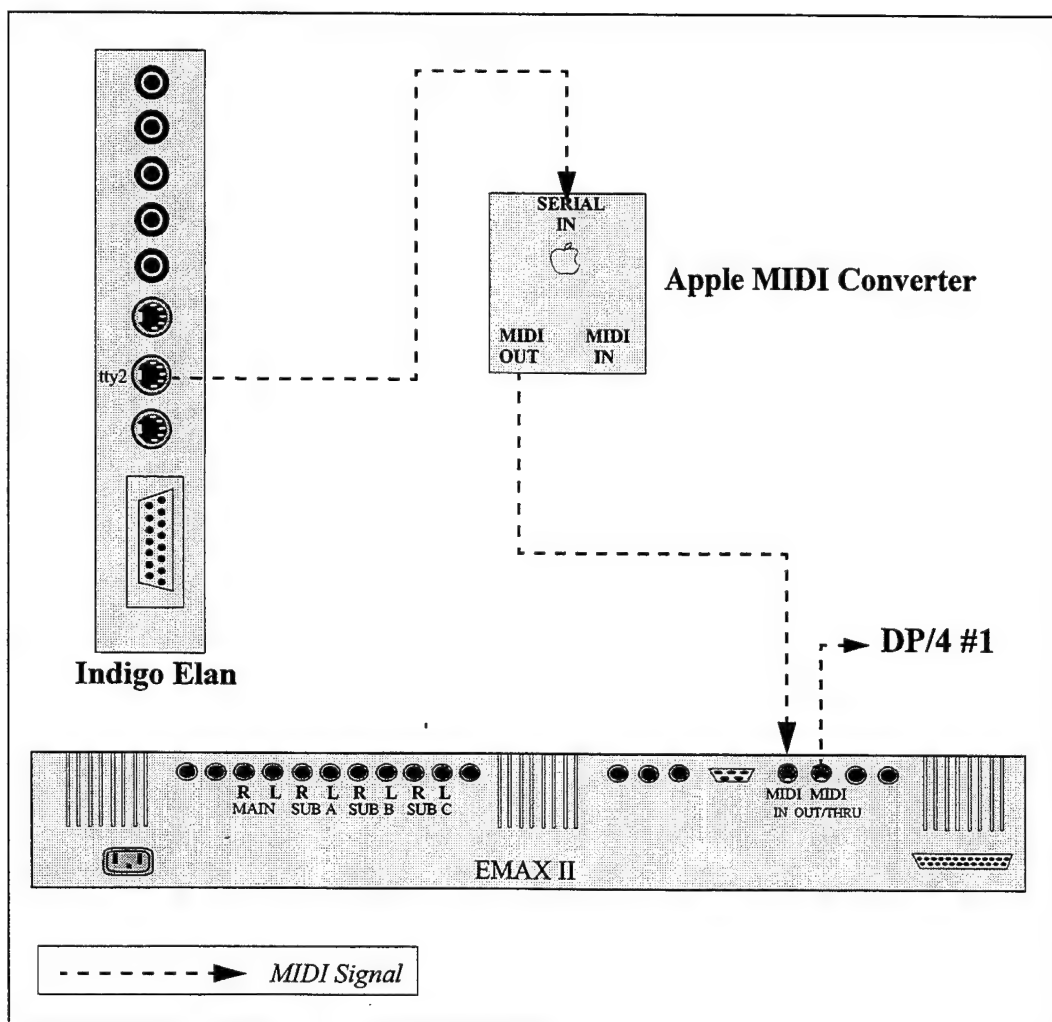 SERIAL
IN
Apple MIDI Converter
MIDI
OUT
MIDI
IN
tty2
Indigo Elan
DP/4 #1
R L R L R L R L
MAIN SUB A SUB B SUB C
MIDI MIDI
IN OUT/THRU
EMAX II
MIDI Signal